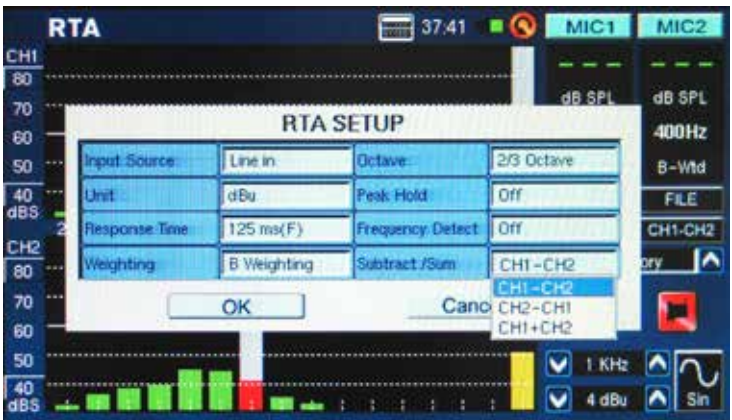 RTA 37:41 MIC1 MIC2
CH1
80
70
60
50
40
dBS
dB SPL dB SPL
400Hz
B-Wtd
FILE
CH1-CH2
RTA SETUP
Input Source: Line in Octave: 2/3 Octave
Unit dBu Peak Hold Off
Response Time 125 ms(F) Frequency Detect Off
Weighting B Weighting Subtract /Sum CH1-CH2
CH1-CH2
CH2-CH1
CH1+CH2
OK
CH2
80
70
60
50
40
dBS
1 KHz
4 dBu Sin